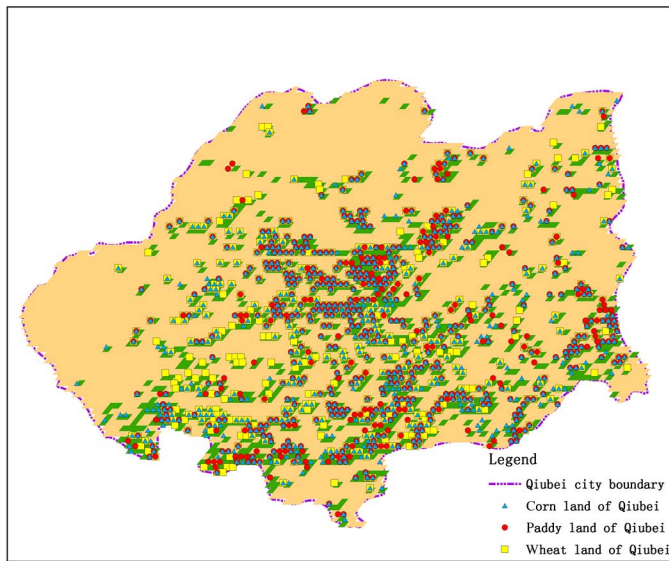 Legend
Qiubei city boundary
Corn land of Qiubei
Paddy land of Qiubei
Wheat land of Qiubei